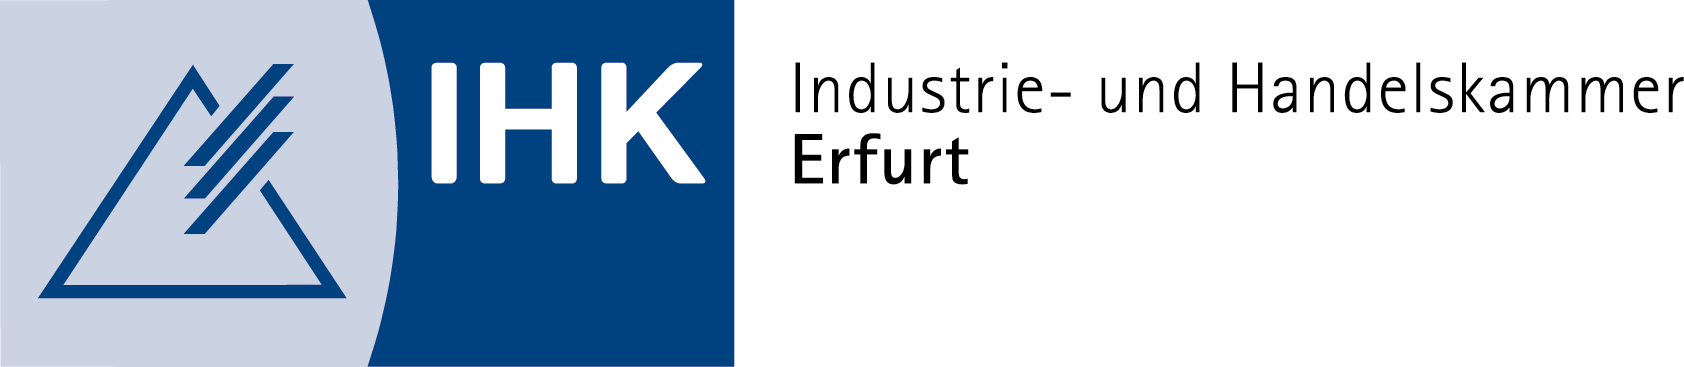 IHK
Industrie- und Handelskammer
Erfurt